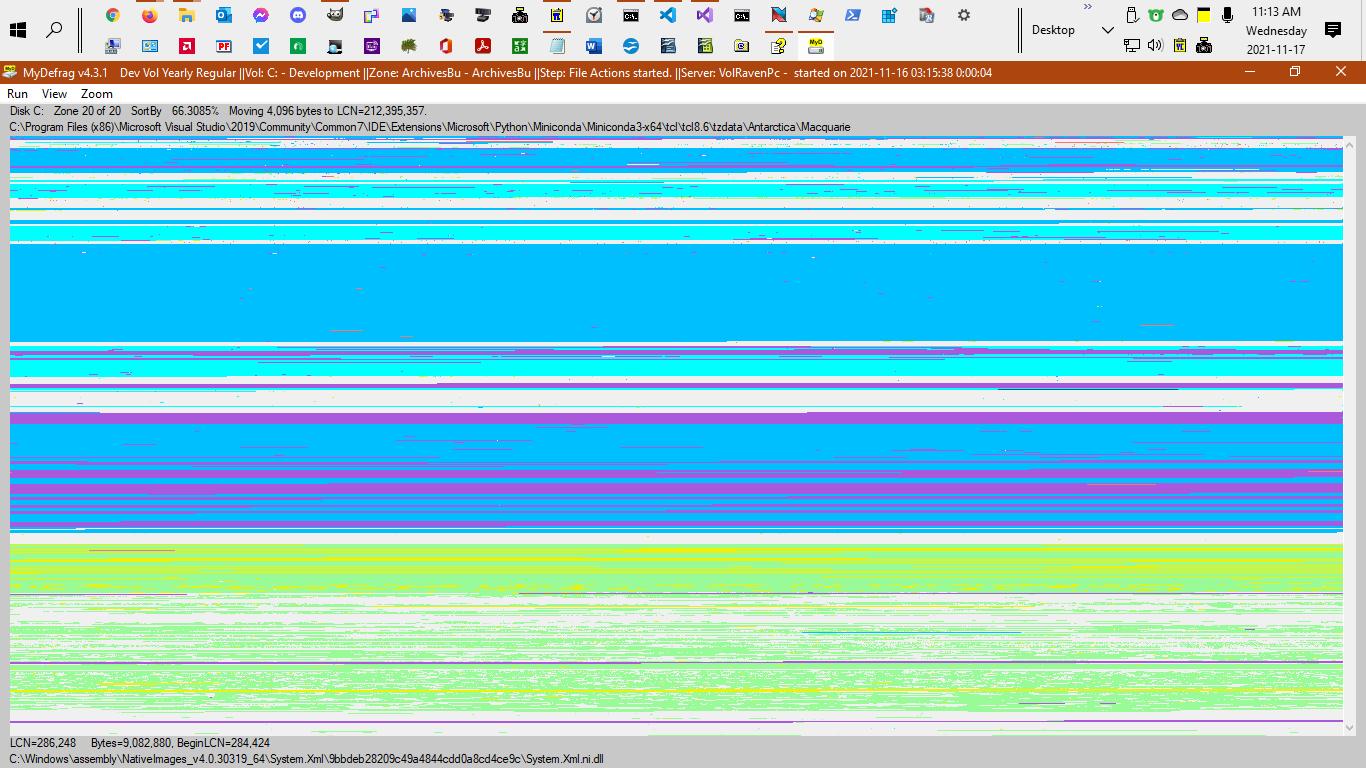 11:13 AM
Desktop
Wednesday
2021-11-17
MyDefrag v4.3.1 Dev Vol Yearly Regular ||Vol: C: - Development ||Zone: ArchivesBu - ArchivesBu ||Step: File Actions started. ||Server: VolRavenPc - started on 2021-11-16 03:15:38 0:00:04
Run View Zoom
Disk C: Zone 20 of 20 SortBy 66.3085% Moving 4,096 bytes to LCN=212,395,357.
C:\Program Files (x86)\Microsoft Visual Studio\2019\Community\Common7\IDE\Extensions\Microsoft\Python\Miniconda\Miniconda3-x64\tcl\tcl8.6\tzdata\Antarctica\Macquarie
LCN=286,248 Bytes=9,082,880, BeginLCN=284,424
C:\Windows\assembly\NativeImages_v4.0.30319_64\System.Xml\9bbdeb28209c49a4844cdd0a8cd4ce9c\System.Xml.ni.dll